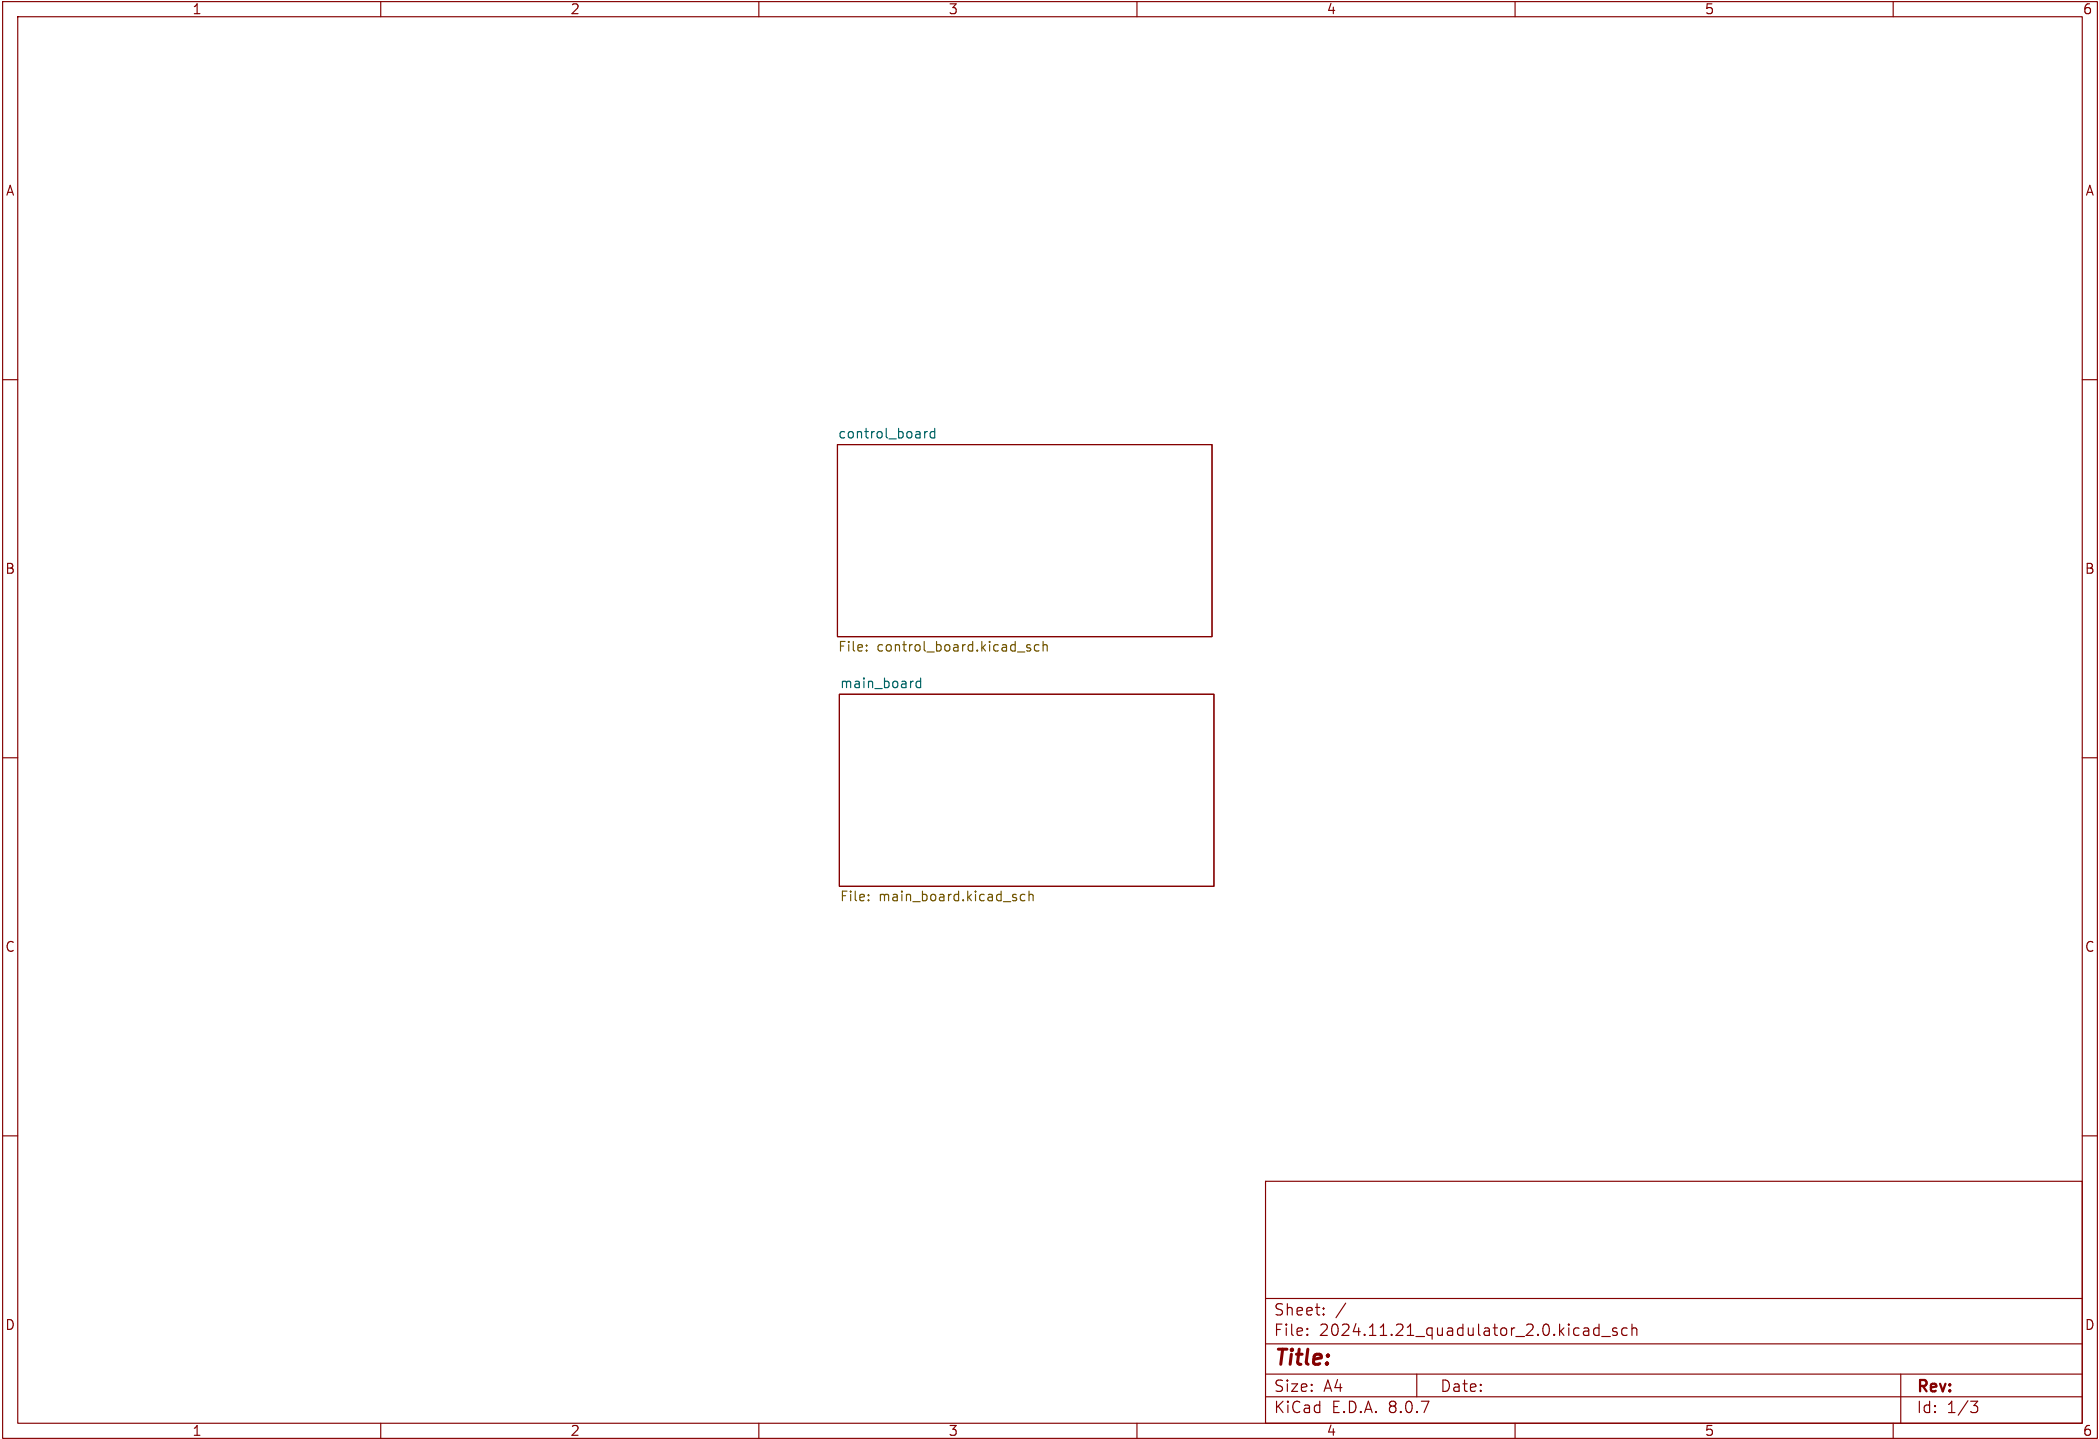 1 2 3 4 5 6
A A
control_board
B B
File: control_board.kicad_sch
main_board
File: main_board.kicad_sch
C C
Sheet: /
D D
File: 2024.11.21_quadulator_2.0.kicad_sch
Title:
Size: A4 Date: Rev:
KiCad E.D.A. 8.0.7 Id: 1/3
1 2 3 4 5 6